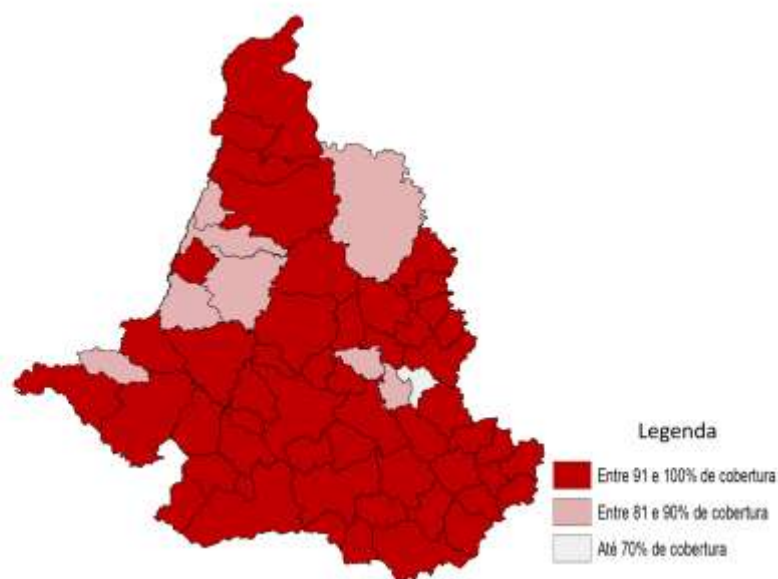 Legenda
Entre 91 e 100% de cobertura
Entre 81 e 90% de cobertura
Até 70% de cobertura